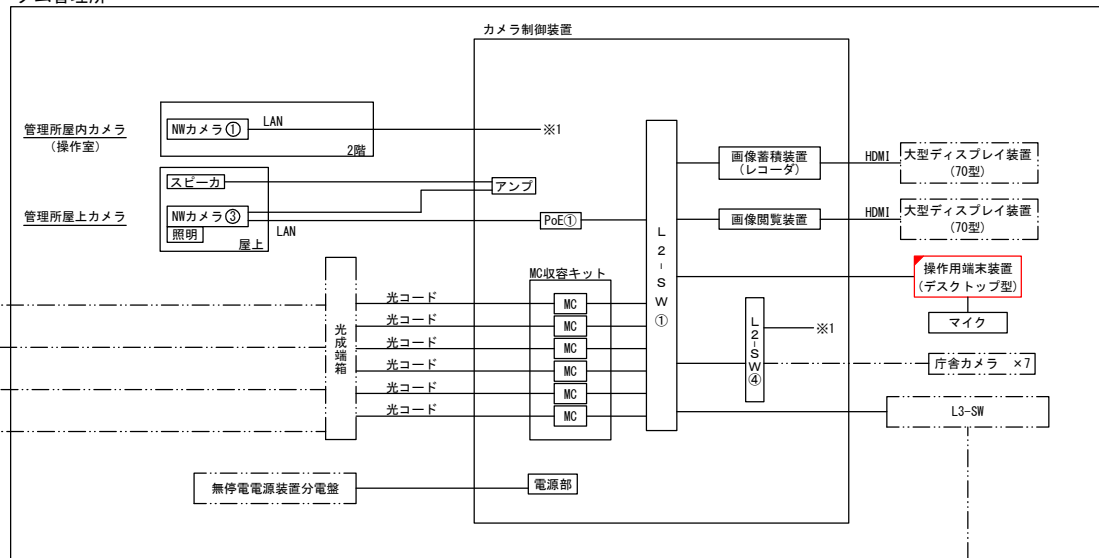 カメラ制御装置
管理所屋内カメラ
(操作室)
NWカメラ①
LAN
2階
※1
スピーカ
アンプ
管理所屋上カメラ
NWカメラ③
照明
屋上
LAN
PoE①
L2-SW①
画像蓄積装置
(レコーダ)
HDMI
大型ディスプレイ装置
(70型)
画像閲覧装置
HDMI
大型ディスプレイ装置
(70型)
操作用端末装置
(デスクトップ型)
マイク
L2-SW④
※1
庁舎カメラ ×7
L3-SW
MC収容キット
光成端箱
光コード
MC
光コード
MC
光コード
MC
光コード
MC
光コード
MC
光コード
MC
無停電電源装置分電盤
電源部